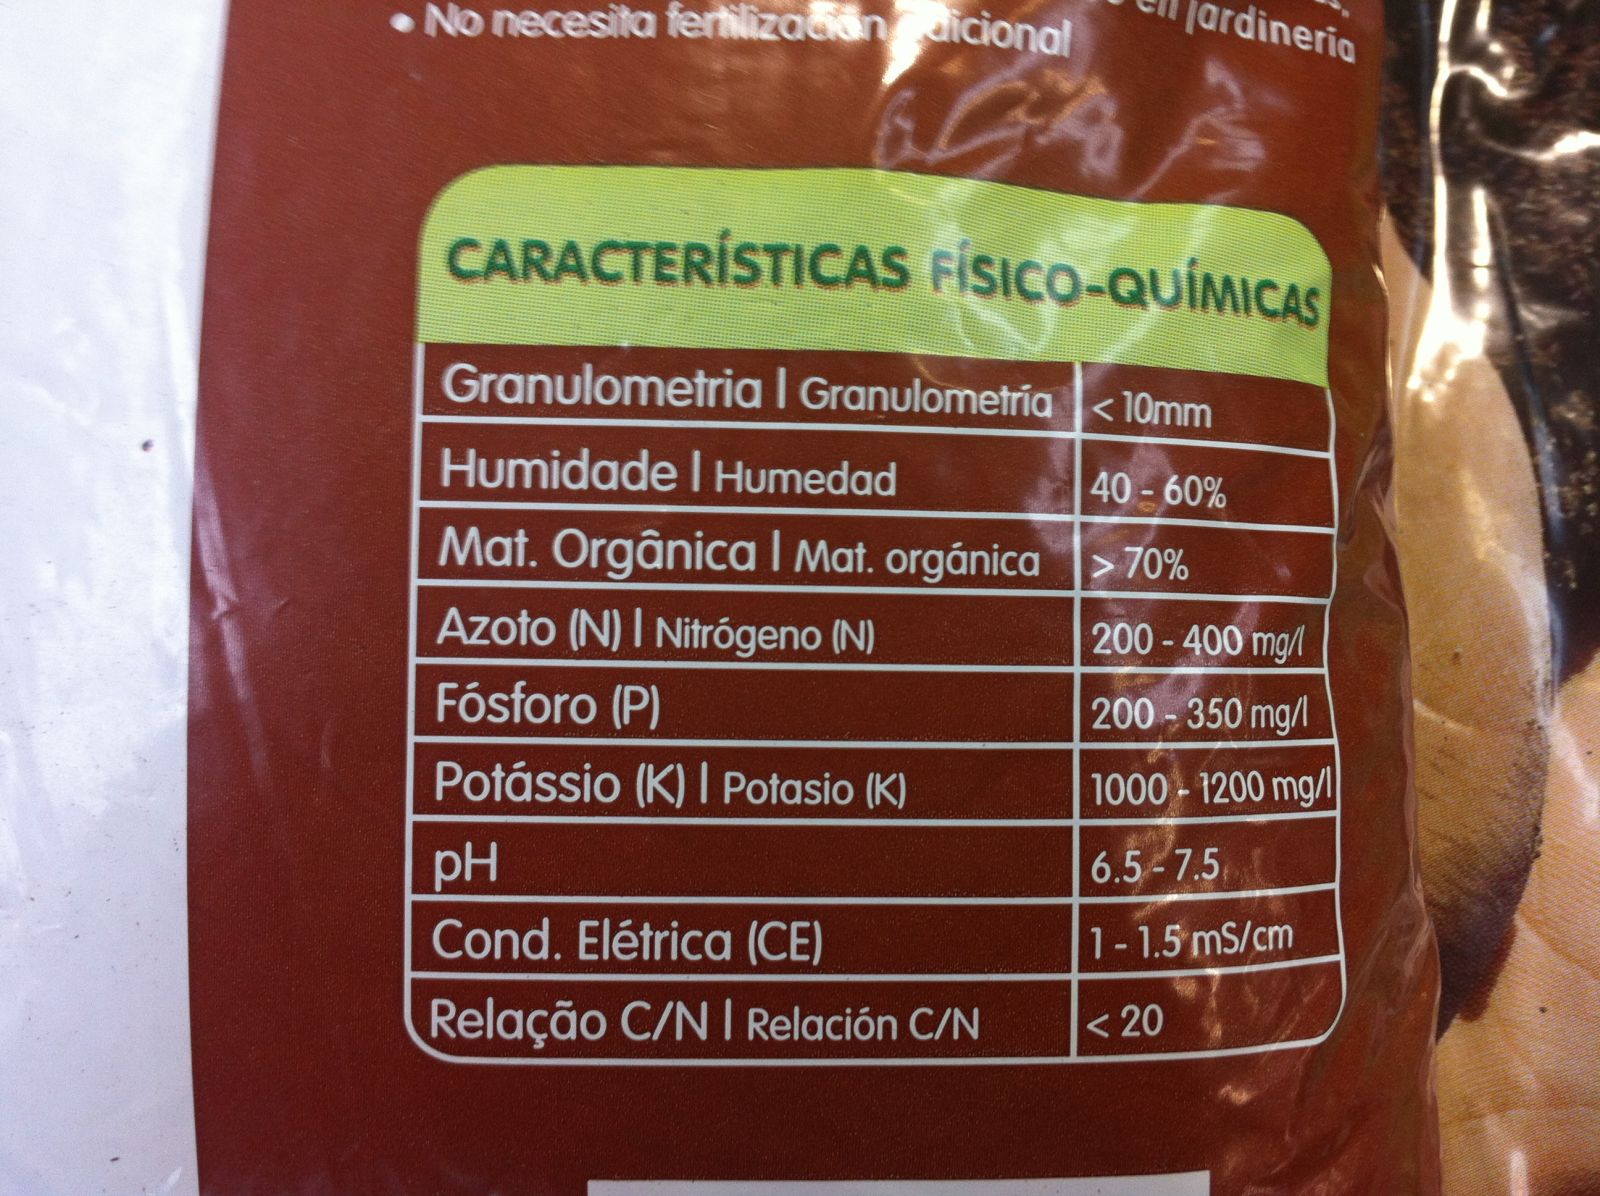 • No necesita fertilización adicional
en jardinería
CARACTERÍSTICAS FÍSICO-QUÍMICAS
Granulometria | Granulometría < 10mm
Humidade | Humedad 40 - 60%
Mat. Orgânica | Mat. orgánica > 70%
Azoto (N) | Nitrógeno (N) 200 - 400 mg/l
Fósforo (P) 200 - 350 mg/l
Potássio (K) | Potasio (K) 1000 - 1200 mg/l
pH 6.5 - 7.5
Cond. Elétrica (CE) 1 - 1.5 mS/cm
Relação C/N | Relación C/N < 20